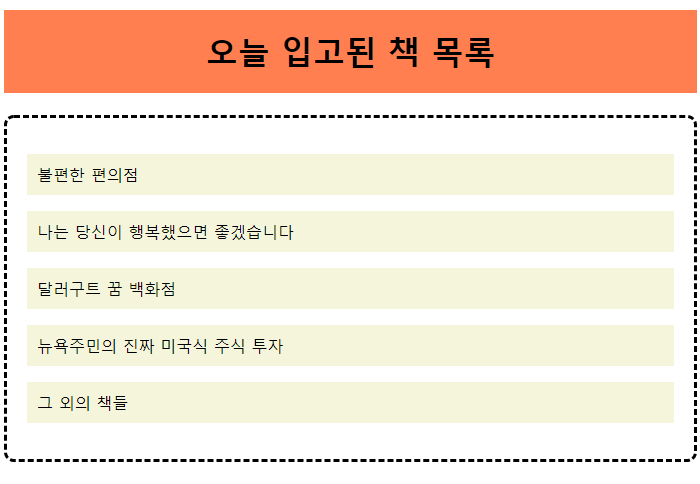 오늘 입고된 책 목록
불편한 편의점
나는 당신이 행복했으면 좋겠습니다
달러구트 꿈 백화점
뉴욕주민의 진짜 미국식 주식 투자
그 외의 책들